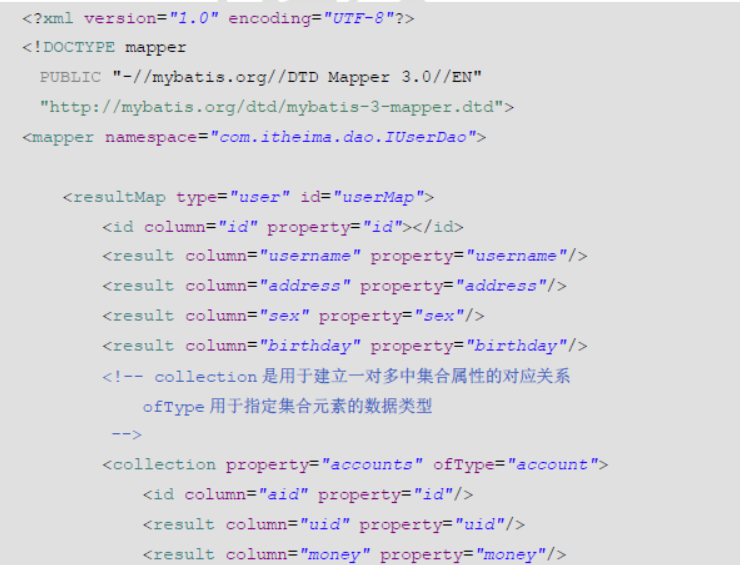 <?xml version="1.0" encoding="UTF-8"?>
<!DOCTYPE mapper
PUBLIC "-//mybatis.org//DTD Mapper 3.0//EN"
"http://mybatis.org/dtd/mybatis-3-mapper.dtd">
<mapper namespace="com.itheima.dao.IUserDao">
<resultMap type="user" id="userMap">
<id column="id" property="id"></id>
<result column="username" property="username"/>
<result column="address" property="address"/>
<result column="sex" property="sex"/>
<result column="birthday" property="birthday"/>
<!-- collection 是用于建立一对多中集合属性的对应关系
ofType 用于指定集合元素的数据类型
-->
<collection property="accounts" ofType="account">
<id column="aid" property="id"/>
<result column="uid" property="uid"/>
<result column="money" property="money"/>